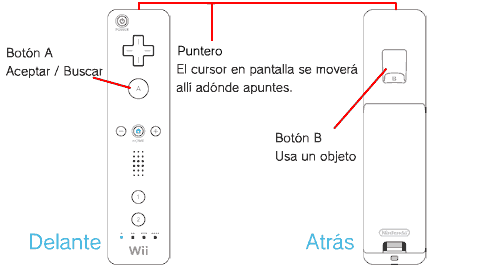 POWER
Botón A
Aceptar / Buscar
Puntero
El cursor en pantalla se moverá
allí adónde apuntes.
A
B
Botón B
Usa un objeto
HOME
1
2
Delante
Wii
Atrás
Nintendo